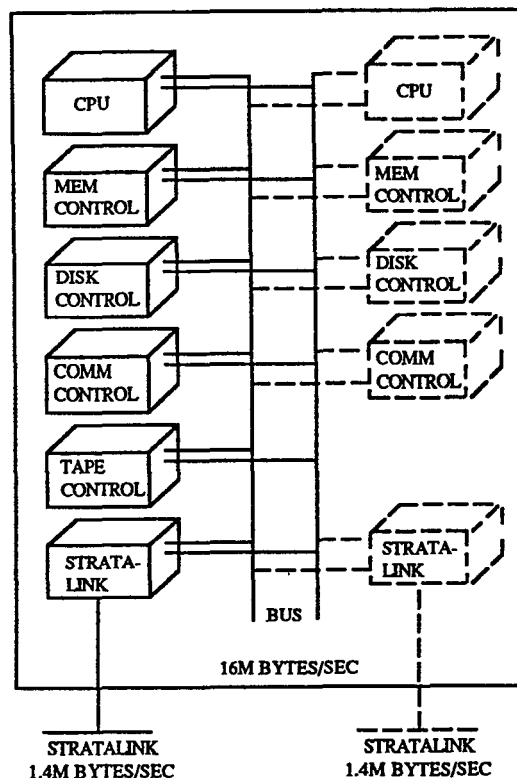 CPU
CPU
MEM
CONTROL
MEM
CONTROL
DISK
CONTROL
DISK
CONTROL
COMM
CONTROL
COMM
CONTROL
TAPE
CONTROL
STRATA-
LINK
STRATA-
LINK
BUS
16M BYTES/SEC
STRATALINK
1.4M BYTES/SEC
STRATALINK
1.4M BYTES/SEC